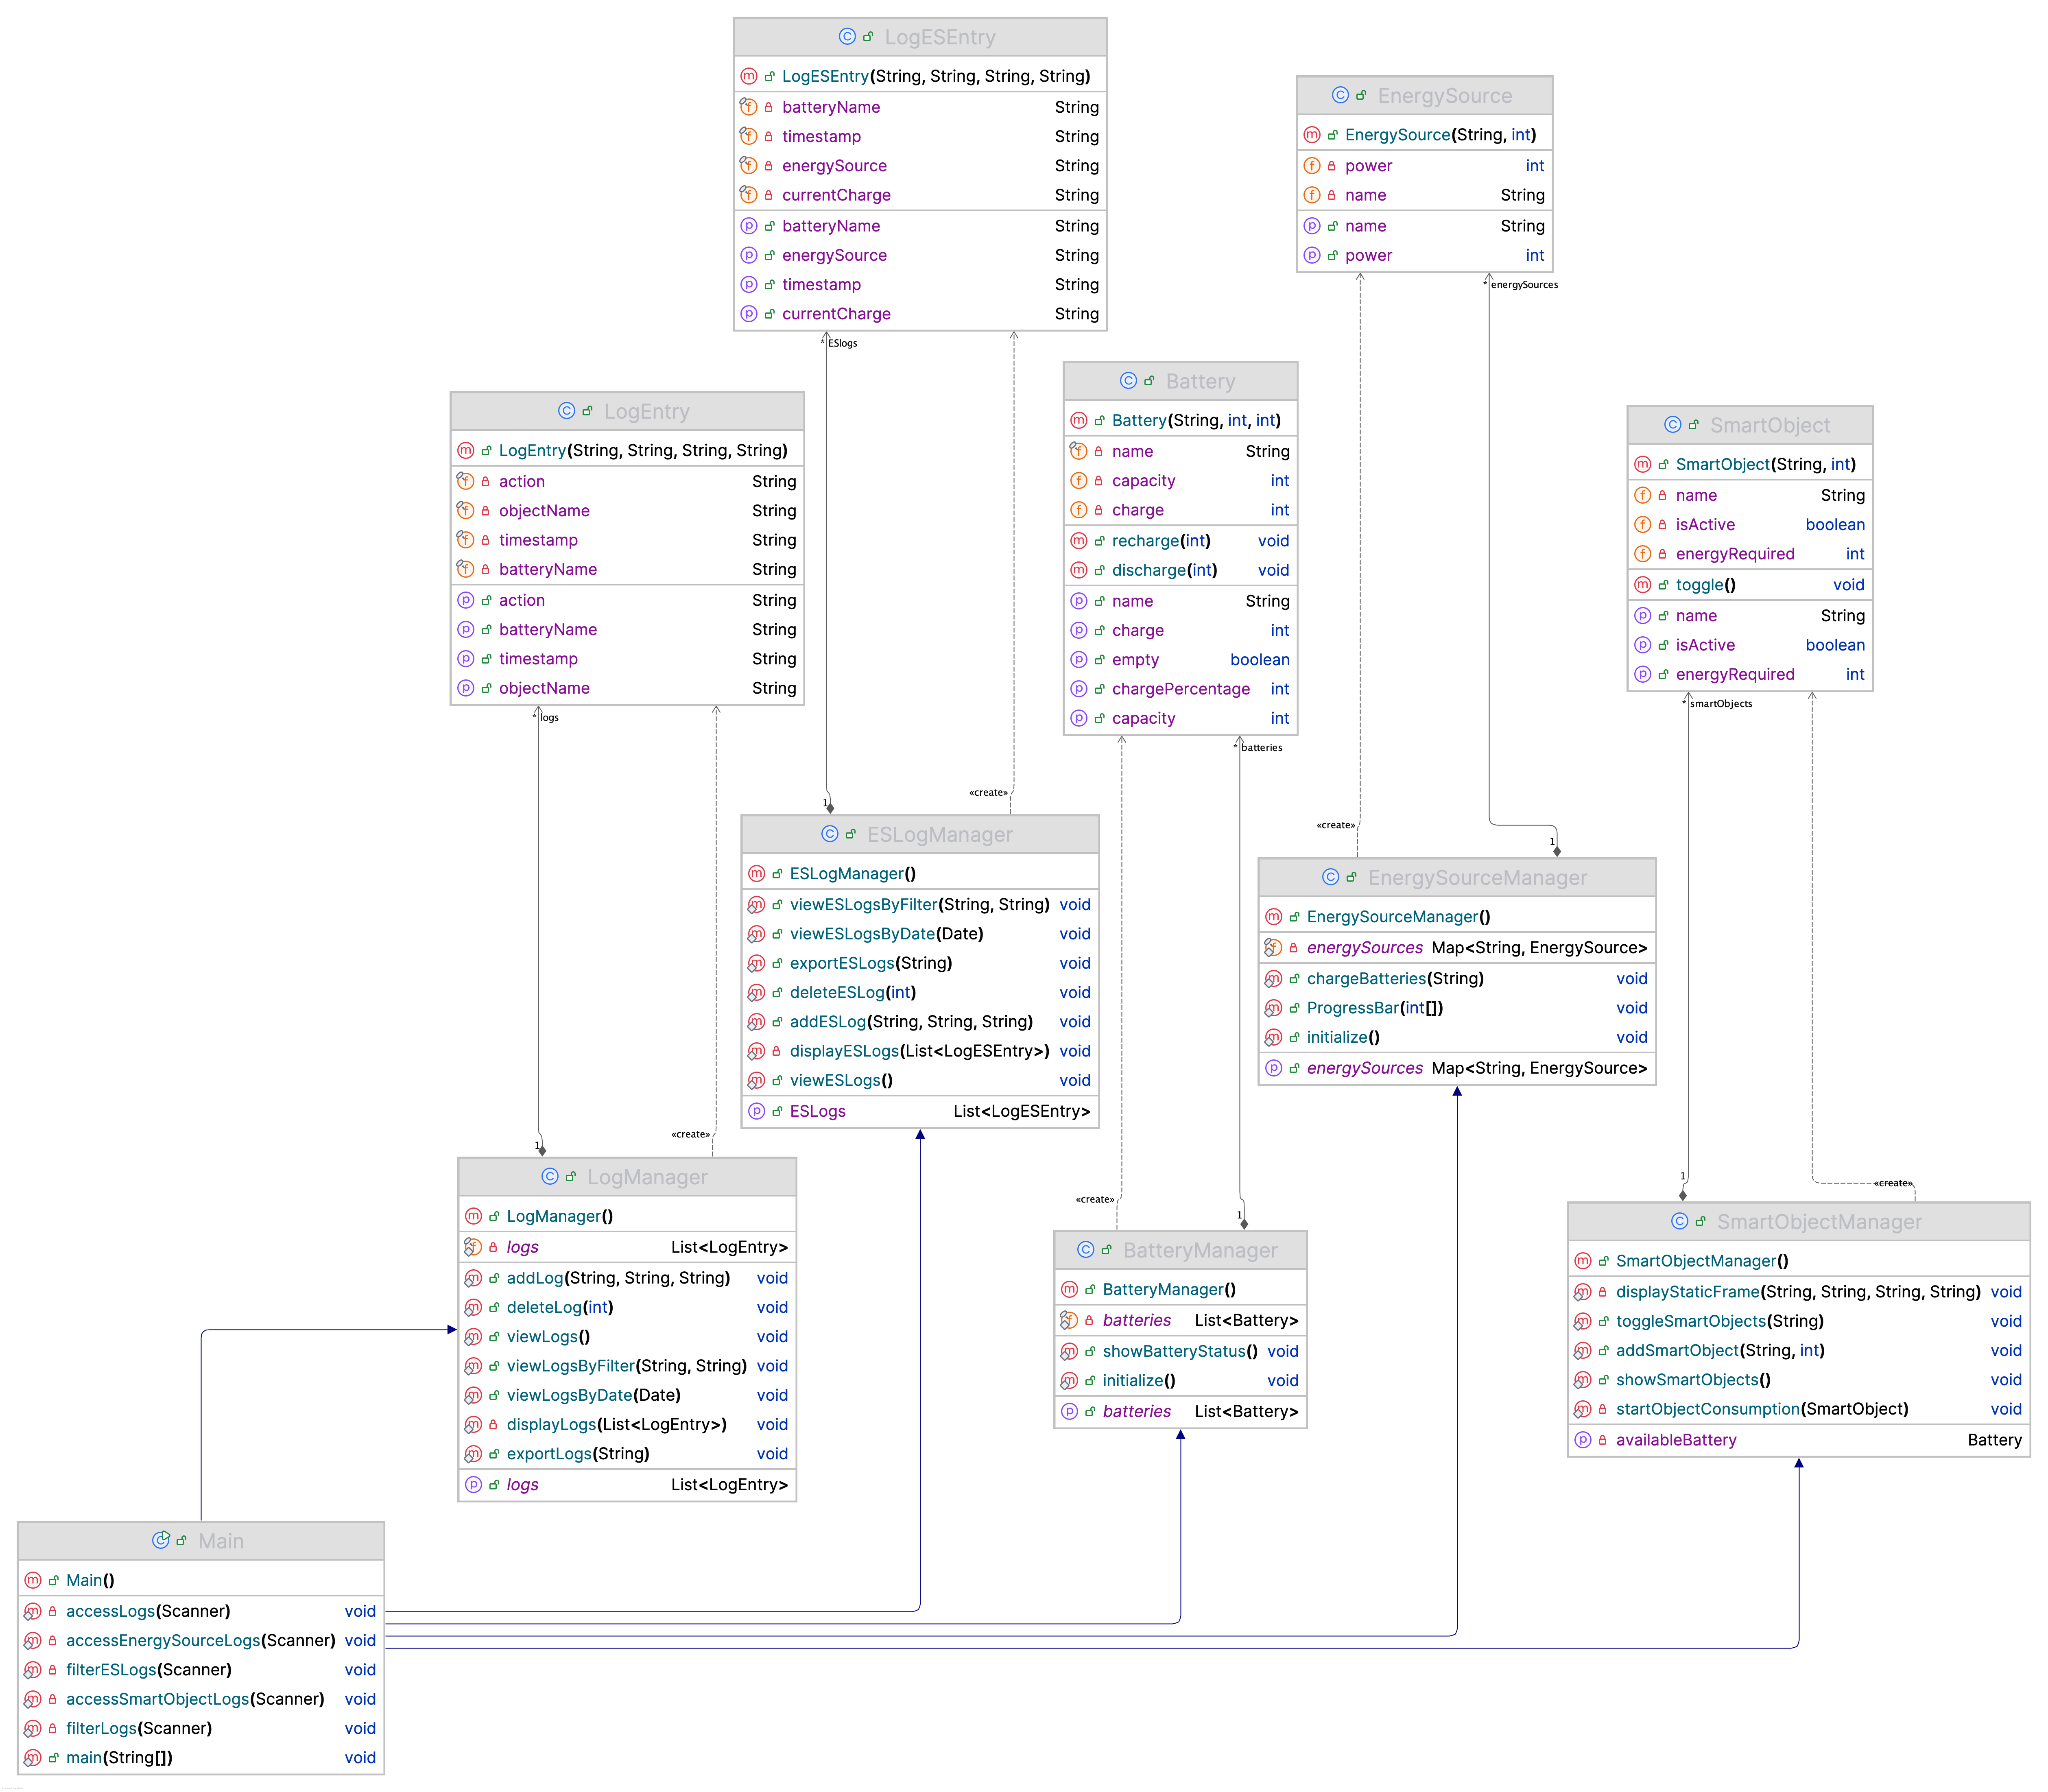 LogESEntry
LogESEntry(String, String, String, String)
batteryName String
timestamp String
energySource String
currentCharge String
batteryName String
energySource String
timestamp String
currentCharge String
* ESlogs
EnergySource
EnergySource(String, int)
power int
name String
name String
power int
* energySources
LogEntry
LogEntry(String, String, String, String)
action String
objectName String
timestamp String
batteryName String
action String
batteryName String
timestamp String
objectName String
* logs
Battery
Battery(String, int, int)
name String
capacity int
charge int
recharge(int) void
discharge(int) void
name String
charge int
empty boolean
chargePercentage int
capacity int
* batteries
SmartObject
SmartObject(String, int)
name String
isActive boolean
energyRequired int
toggle() void
name String
isActive boolean
energyRequired int
* smartObjects
1
«create»
ESLogManager
ESLogManager()
viewESLogsByFilter(String, String) void
viewESLogsByDate(Date) void
exportESLogs(String) void
deleteESLog(int) void
addESLog(String, String, String) void
displayESLogs(List<LogESEntry>) void
viewESLogs() void
ESLogs List<LogESEntry>
«create»
1
EnergySourceManager
EnergySourceManager()
energySources Map<String, EnergySource>
chargeBatteries(String) void
ProgressBar(int[]) void
initialize() void
energySources Map<String, EnergySource>
1
«create»
LogManager
LogManager()
logs List<LogEntry>
addLog(String, String, String) void
deleteLog(int) void
viewLogs() void
viewLogsByFilter(String, String) void
viewLogsByDate(Date) void
displayLogs(List<LogEntry>) void
exportLogs(String) void
logs List<LogEntry>
«create»
1
BatteryManager
BatteryManager()
batteries List<Battery>
showBatteryStatus() void
initialize() void
batteries List<Battery>
1
«create»
SmartObjectManager
SmartObjectManager()
displayStaticFrame(String, String, String, String) void
toggleSmartObjects(String) void
addSmartObject(String, int) void
showSmartObjects() void
startObjectConsumption(SmartObject) void
availableBattery Battery
Main
Main()
accessLogs(Scanner) void
accessEnergySourceLogs(Scanner) void
filterESLogs(Scanner) void
accessSmartObjectLogs(Scanner) void
filterLogs(Scanner) void
main(String[]) void